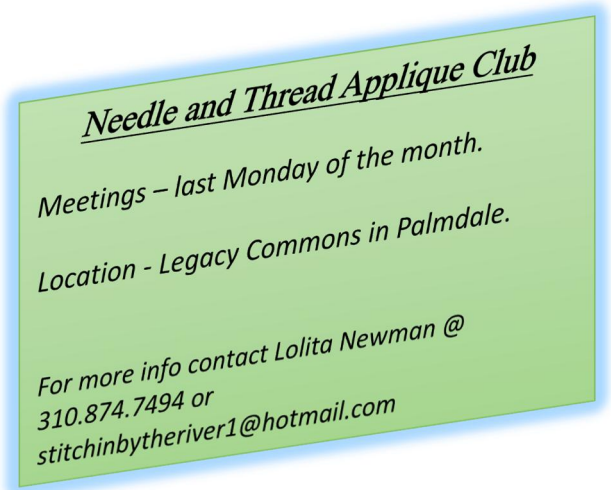 Needle and Thread Applique Club
Meetings – last Monday of the month.
Location - Legacy Commons in Palmdale.
For more info contact Lolita Newman @
310.874.7494 or
stitchinbytheriver1@hotmail.com